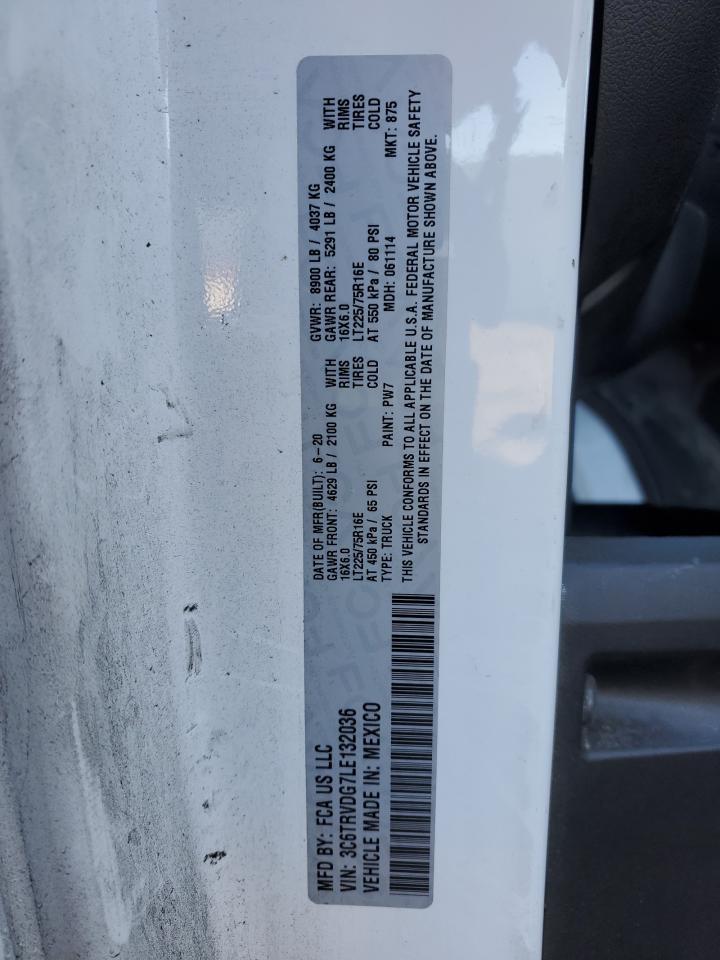 MFD BY: FCA US LLC
VIN: 3C6TRVDG7LE132036
VEHICLE MADE IN: MEXICO
DATE OF MFR(BUILT): 6-20 GVWR: 8900 LB / 4037 KG
GAWR FRONT: 4629 LB / 2100 KG WITH GAWR REAR: 5291 LB / 2400 KG WITH
16X6.0 RIMS 16X6.0 RIMS
LT225/75R16E TIRES LT225/75R16E TIRES
AT 450 kPa / 65 PSI COLD AT 550 kPa / 80 PSI COLD
TYPE: TRUCK PAINT: PW7 MDH: 061114 MKT: 875
THIS VEHICLE CONFORMS TO ALL APPLICABLE U.S.A. FEDERAL MOTOR VEHICLE SAFETY
STANDARDS IN EFFECT ON THE DATE OF MANUFACTURE SHOWN ABOVE.